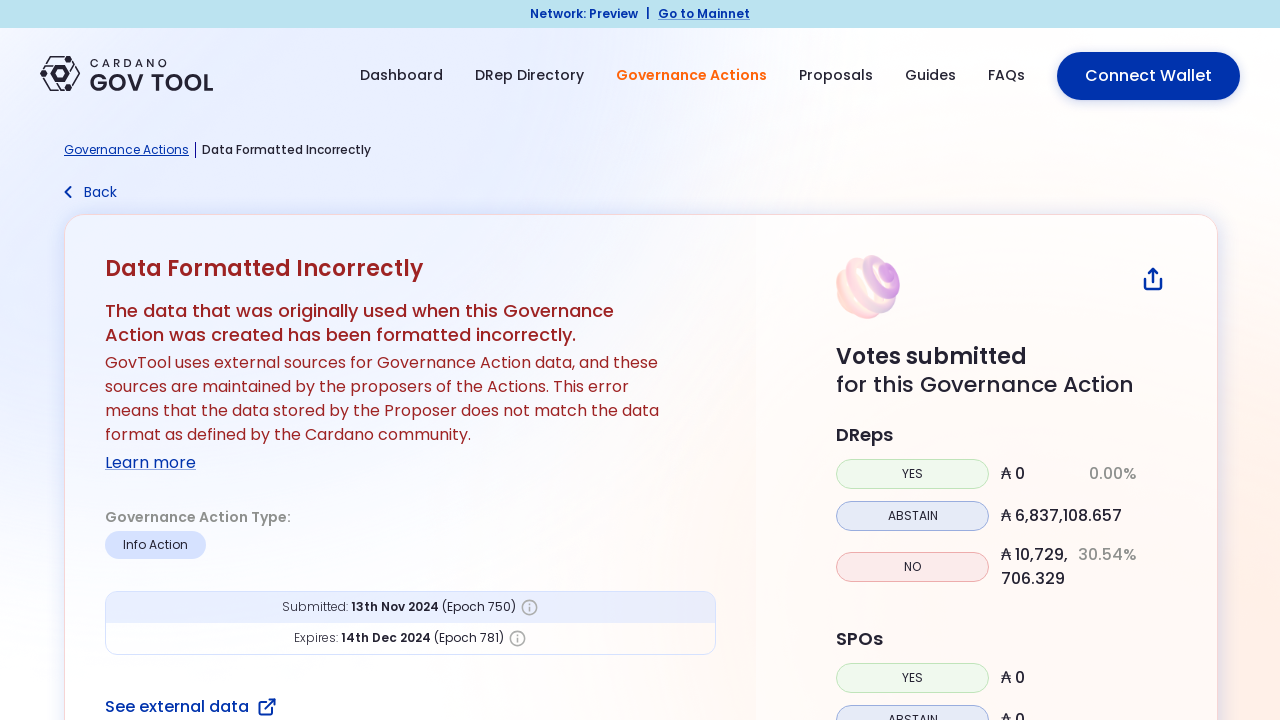 Network: Preview | Go to Mainnet
CARDANO
GOV TOOL
Dashboard
DRep Directory
Governance Actions
Proposals
Guides
FAQs
Connect Wallet
Governance Actions | Data Formatted Incorrectly
Back
Data Formatted Incorrectly
The data that was originally used when this Governance
Action was created has been formatted incorrectly.
GovTool uses external sources for Governance Action data, and these
sources are maintained by the proposers of the Actions. This error
means that the data stored by the Proposer does not match the data
format as defined by the Cardano community.
Learn more
Governance Action Type:
Info Action
Submitted: 13th Nov 2024 (Epoch 750)
Expires: 14th Dec 2024 (Epoch 781)
See external data
Votes submitted
for this Governance Action
DReps
YES ₳ 0 0.00%
ABSTAIN ₳ 6,837,108.657
NO ₳ 10,729, 30.54%
706.329
SPOs
YES ₳ 0
ABSTAIN ₳ 0